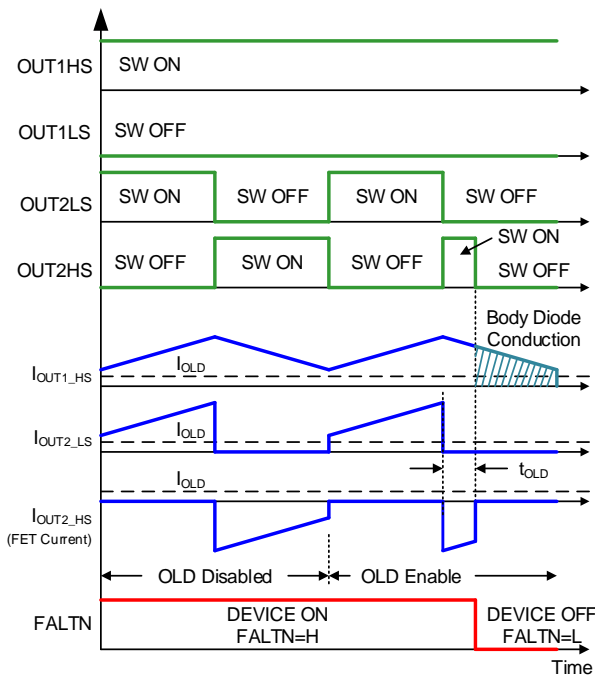 OUT1HS
SW ON
OUT1LS
SW OFF
OUT2LS
SW ON
SW OFF
SW ON
SW OFF
SW ON
OUT2HS
SW OFF
SW ON
SW OFF
SW OFF
Body Diode
Conduction
IOUT1_HS
IOLD
IOUT2_LS
IOLD
IOLD
tOLD
IOUT2_HS
(FET Current)
OLD Disabled
OLD Enable
FALTN
DEVICE ON
FALTN=H
DEVICE OFF
FALTN=L
Time